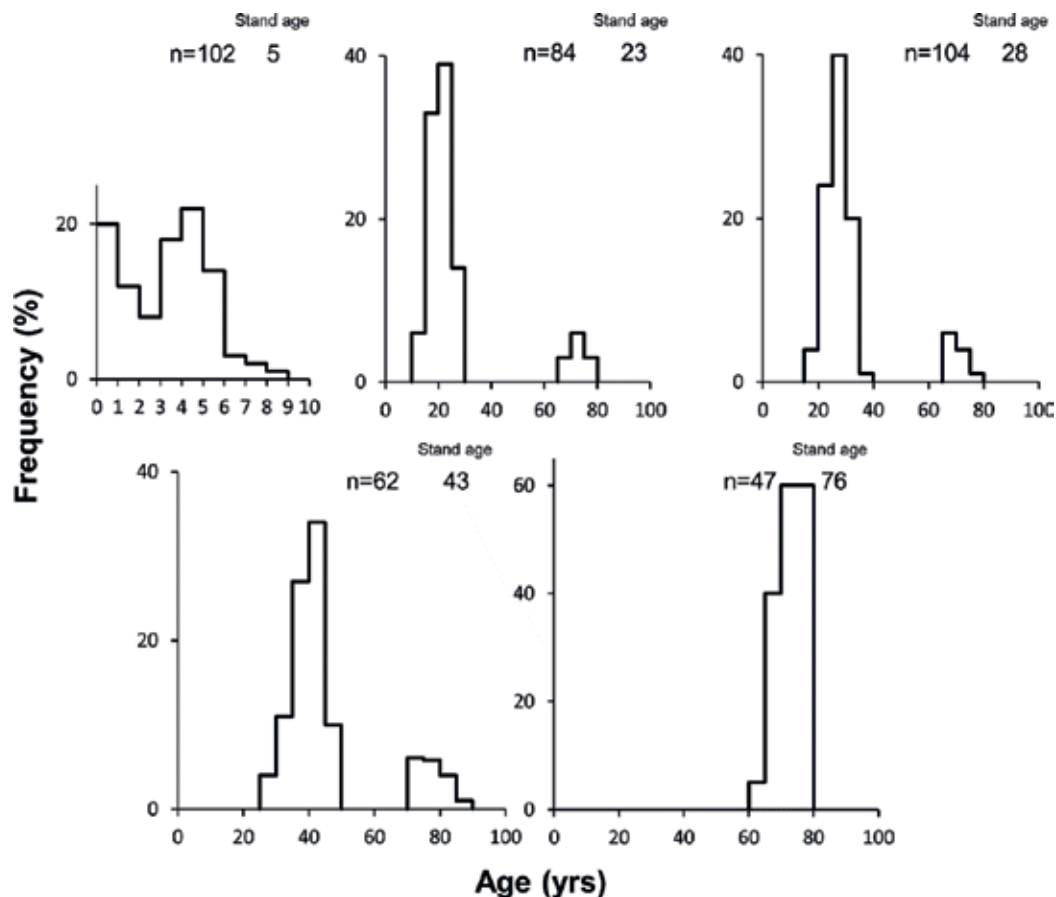 Stand age
n=102 5
Stand age
n=84 23
Stand age
n=104 28
40
20
0
40
20
0
20
0
0 1 2 3 4 5 6 7 8 9 10
0 20 40 60 80 100
0 20 40 60 80 100
Frequency (%)
Stand age
n=62 43
Stand age
n=47 76
40
20
0
60
40
20
0
0 20 40 60 80 100
0 20 40 60 80 100
Age (yrs)